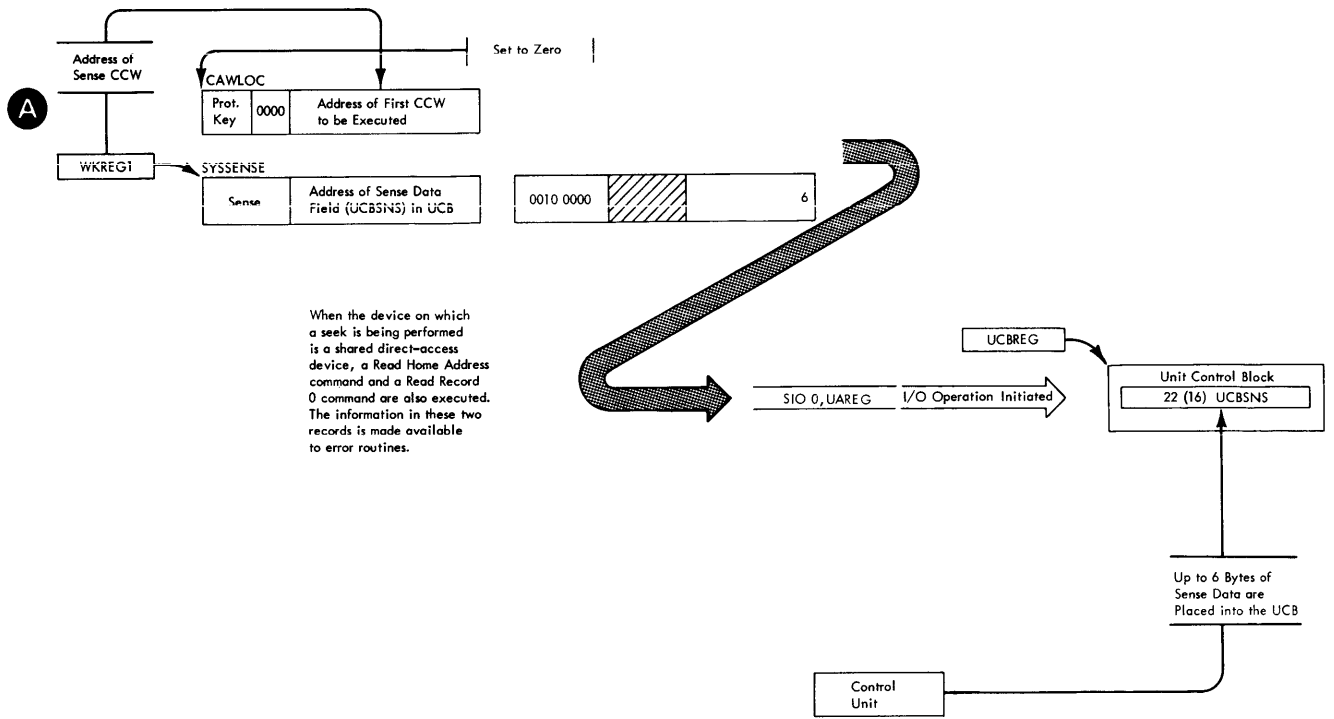 Address of
Sense CCW
Set to Zero
A
CAWLOC
Prot.
Key
0000
Address of First CCW
to be Executed
WKREG1
SYSSENSE
Sense
Address of Sense Data
Field (UCBSNS) in UCB
0010 0000
6
When the device on which
a seek is being performed
is a shared direct-access
device, a Read Home Address
command and a Read Record
0 command are also executed.
The information in these two
records is made available
to error routines.
UCBREG
SIO 0,UAREG
I/O Operation Initiated
Unit Control Block
22 (16) UCBSNS
Up to 6 Bytes of
Sense Data are
Placed into the UCB
Control
Unit